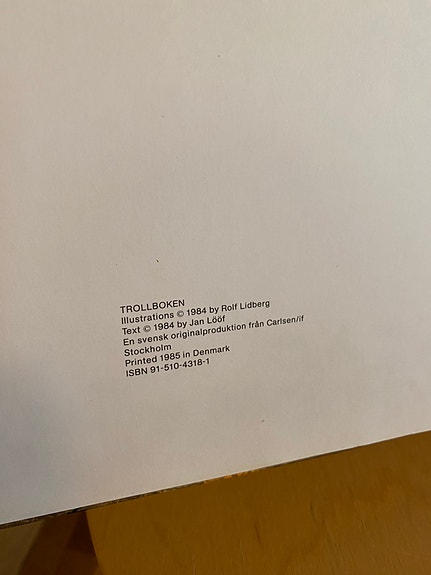 TROLLBOKEN
Illustrations © 1984 by Rolf Lidberg
Text © 1984 by Jan Lööf
En svensk originalproduktion från Carlsen/if
Stockholm
Printed 1985 in Denmark
ISBN 91-510-4318-1